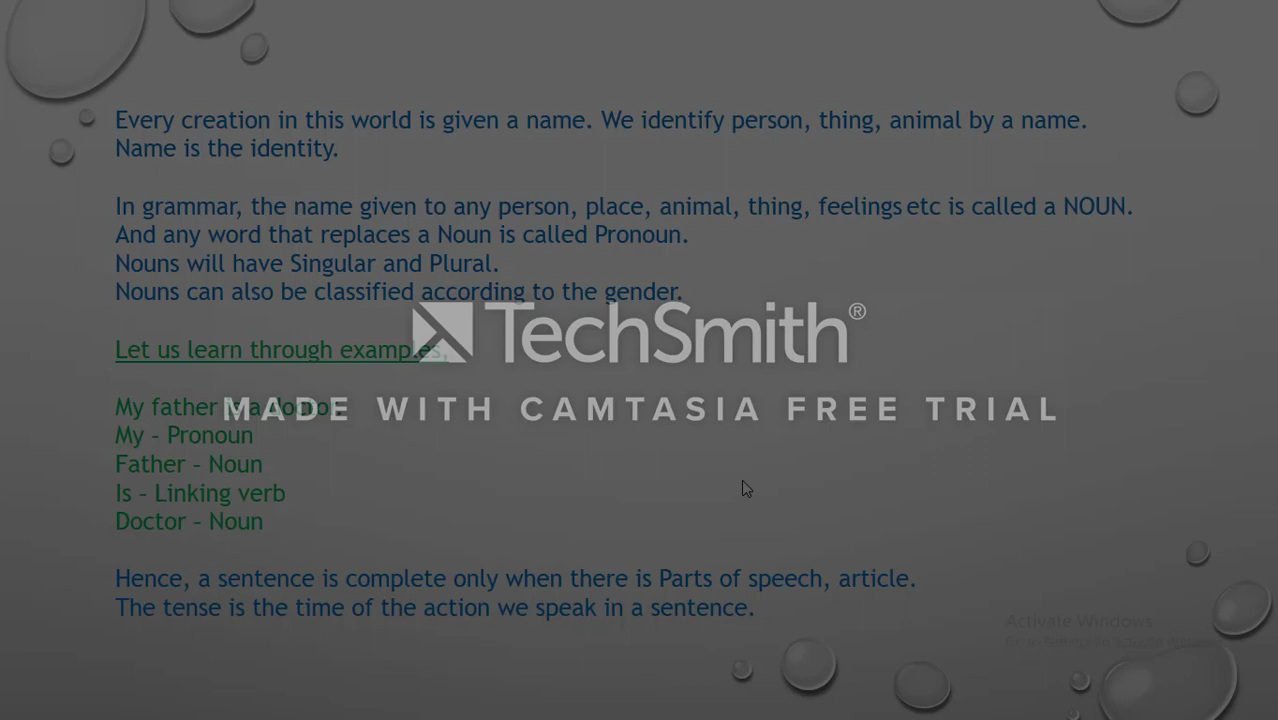 Every creation in this world is given a name. We identify person, thing, animal by a name.
Name is the identity.
In grammar, the name given to any person, place, animal, thing, feelings etc is called a NOUN.
And any word that replaces a Noun is called Pronoun.
Nouns will have Singular and Plural.
Nouns can also be classified according to the gender.
TechSmith®
Let us learn through examples,
My father is a doctor.
MADE WITH CAMTASIA FREE TRIAL
My - Pronoun
Father - Noun
Is - Linking verb
Doctor - Noun
Hence, a sentence is complete only when there is Parts of speech, article.
The tense is the time of the action we speak in a sentence.
Activate Windows